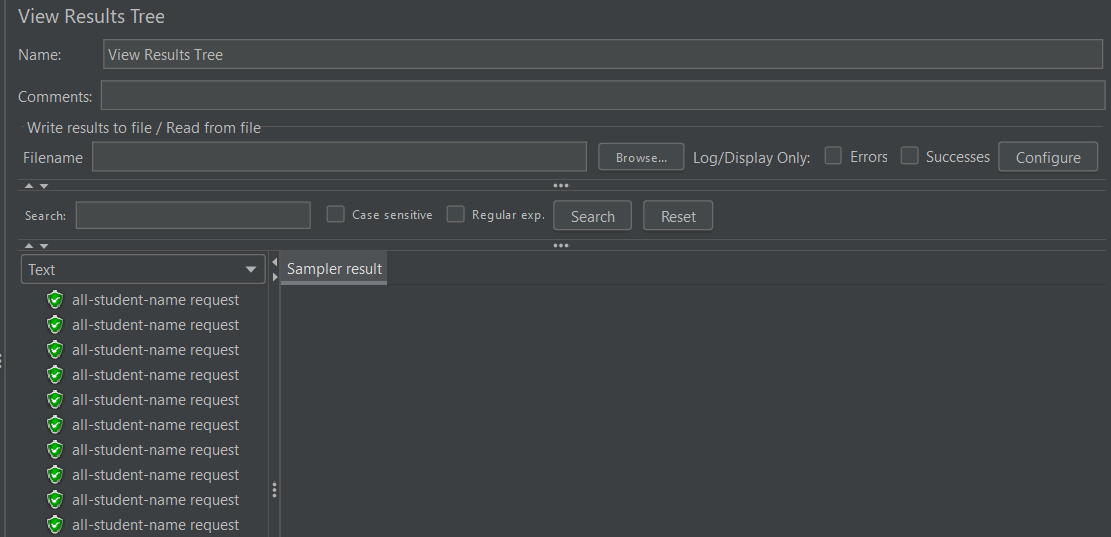 View Results Tree
Name: View Results Tree
Comments:
Write results to file / Read from file
Filename Browse... Log/Display Only: Errors Successes Configure
Search: Case sensitive Regular exp. Search Reset
Text Sampler result
all-student-name request
all-student-name request
all-student-name request
all-student-name request
all-student-name request
all-student-name request
all-student-name request
all-student-name request
all-student-name request
all-student-name request